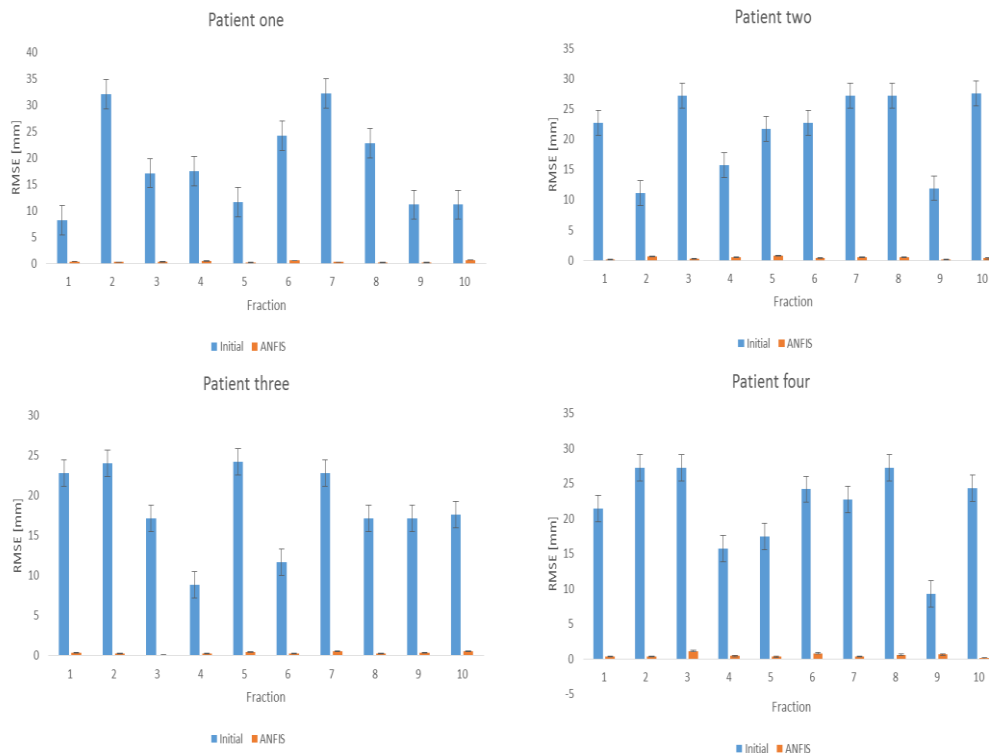 Patient one
RMSE [mm]
40
35
30
25
20
15
10
5
0
1 2 3 4 5 6 7 8 9 10
Fraction
Initial ANFIS
Patient two
RMSE [mm]
35
30
25
20
15
10
5
0
1 2 3 4 5 6 7 8 9 10
Fraction
Initial ANFIS
Patient three
RMSE [mm]
30
25
20
15
10
5
0
1 2 3 4 5 6 7 8 9 10
Fraction
Initial ANFIS
Patient four
RMSE [mm]
35
30
25
20
15
10
5
0
-5
1 2 3 4 5 6 7 8 9 10
Fraction
Initial ANFIS